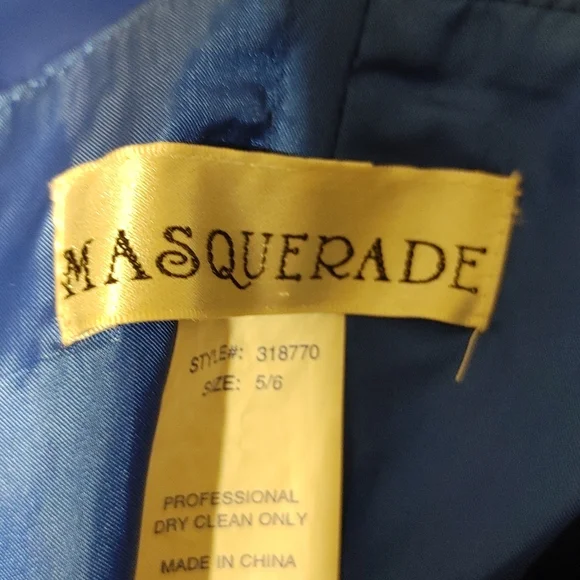 MASQUERADE
STYLE#: 318770
SIZE: 5/6
PROFESSIONAL
DRY CLEAN ONLY
MADE IN CHINA